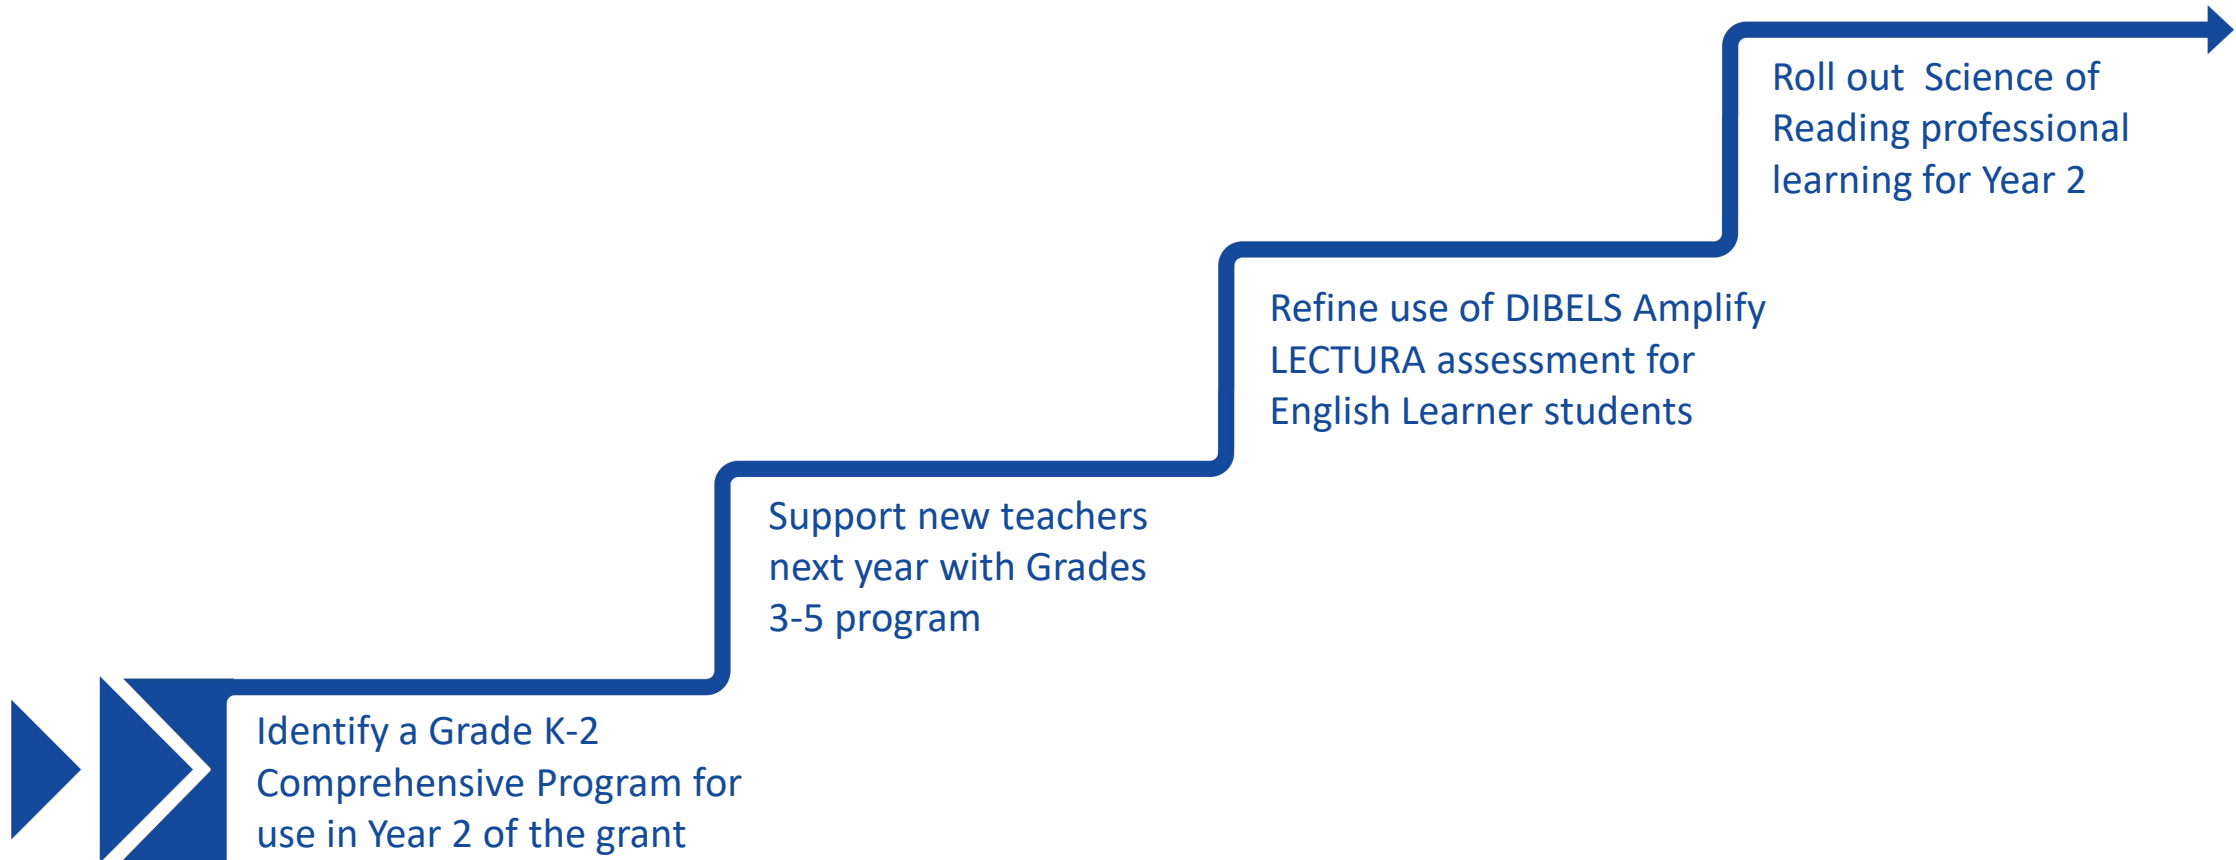 Identify a Grade K-2
Comprehensive Program for
use in Year 2 of the grant
Support new teachers
next year with Grades
3-5 program
Refine use of DIBELS Amplify
LECTURA assessment for
English Learner students
Roll out  Science of
Reading professional
learning for Year 2